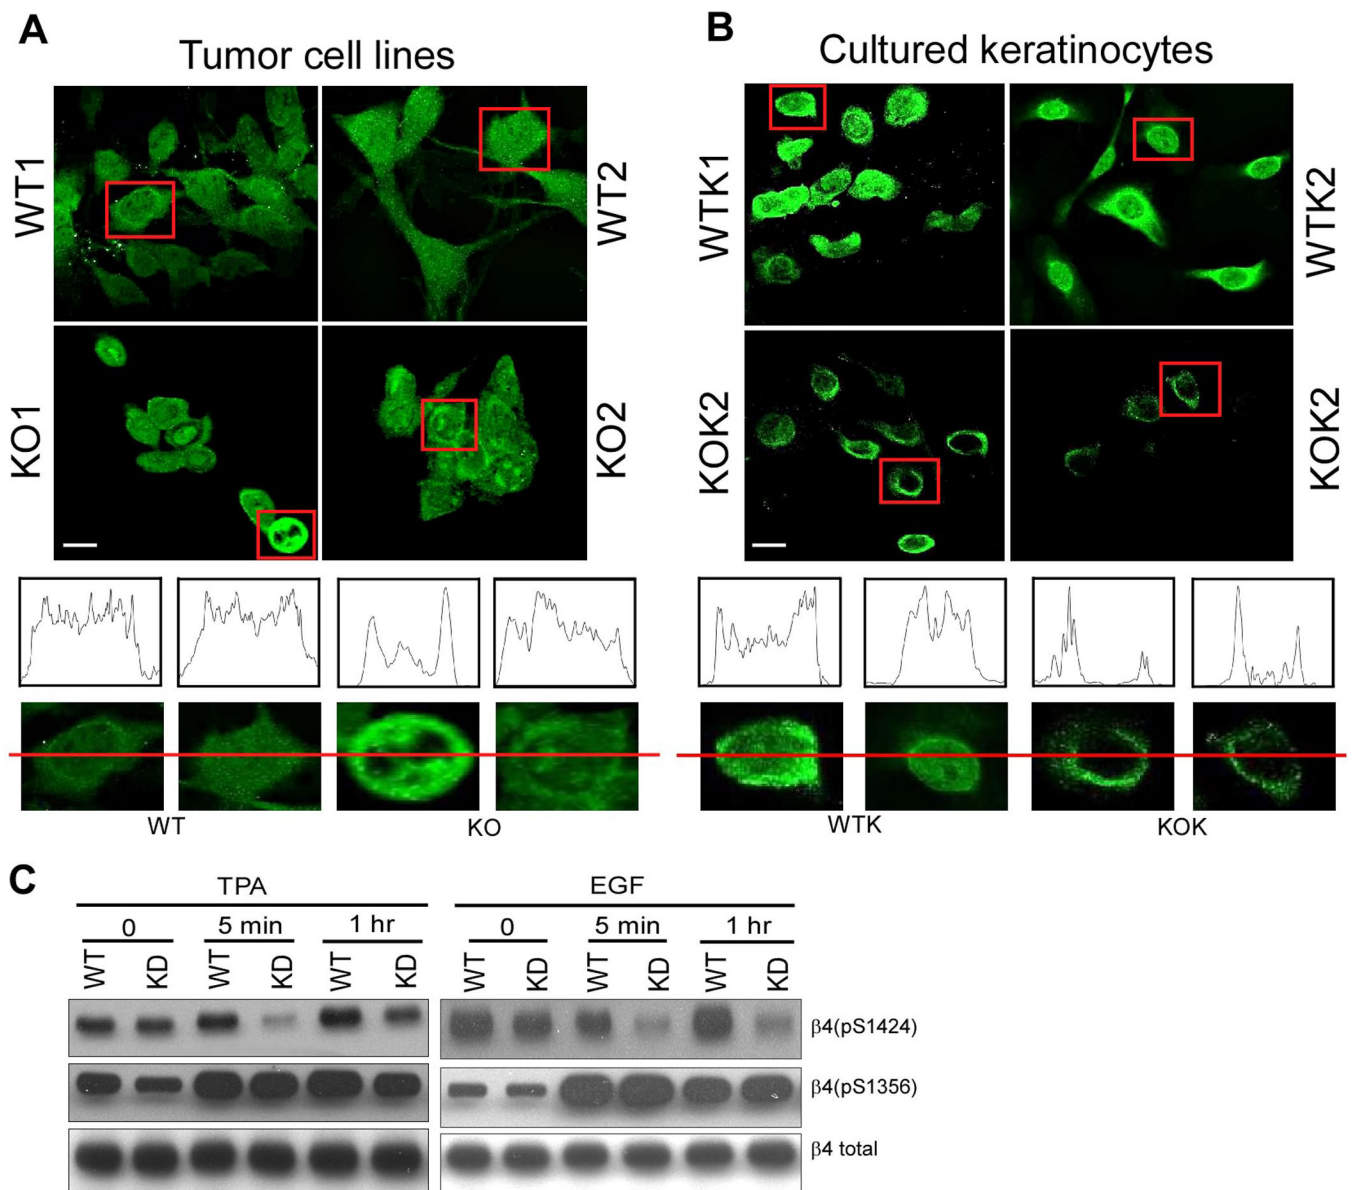 A
Tumor cell lines
WT1
WT2
KO1
KO2
WT
KO
B
Cultured keratinocytes
WTK1
WTK2
KOK2
KOK2
WTK
KOK
C
TPA
EGF
0
5 min
1 hr
0
5 min
1 hr
WT
KD
WT
KD
WT
KD
WT
KD
WT
KD
WT
KD
β4(pS1424)
β4(pS1356)
β4 total